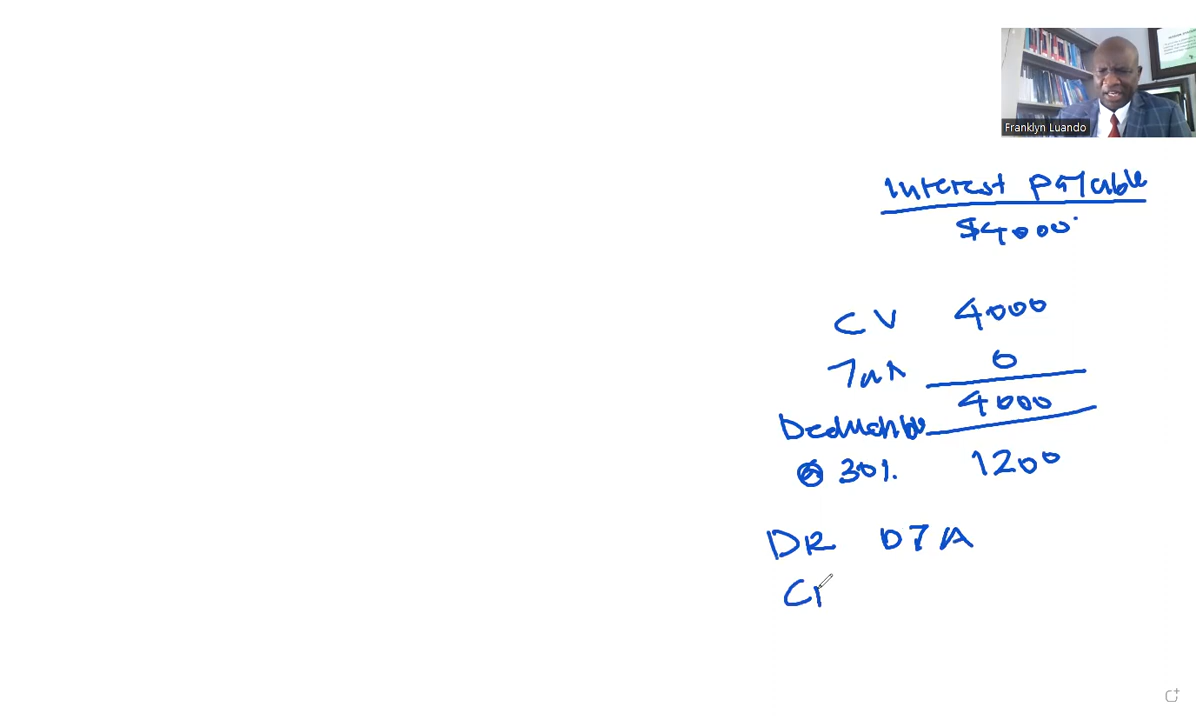 Franklyn Luando
Interest payable
$4000
CV 4000
Tax 0
4000
Deductible
@ 30%. 1200
DR DTA
Cr